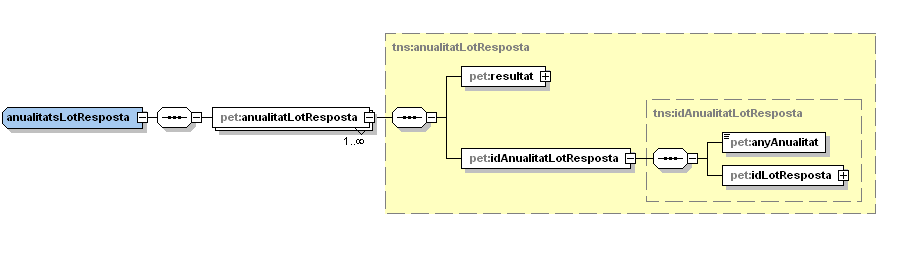 tns:anualitatLotResposta
pet:resultat
anualitatsLotResposta
pet:anualitatLotResposta
1..∞
tns:idAnualitatLotResposta
pet:anyAnualitat
pet:idAnualitatLotResposta
pet:idLotResposta